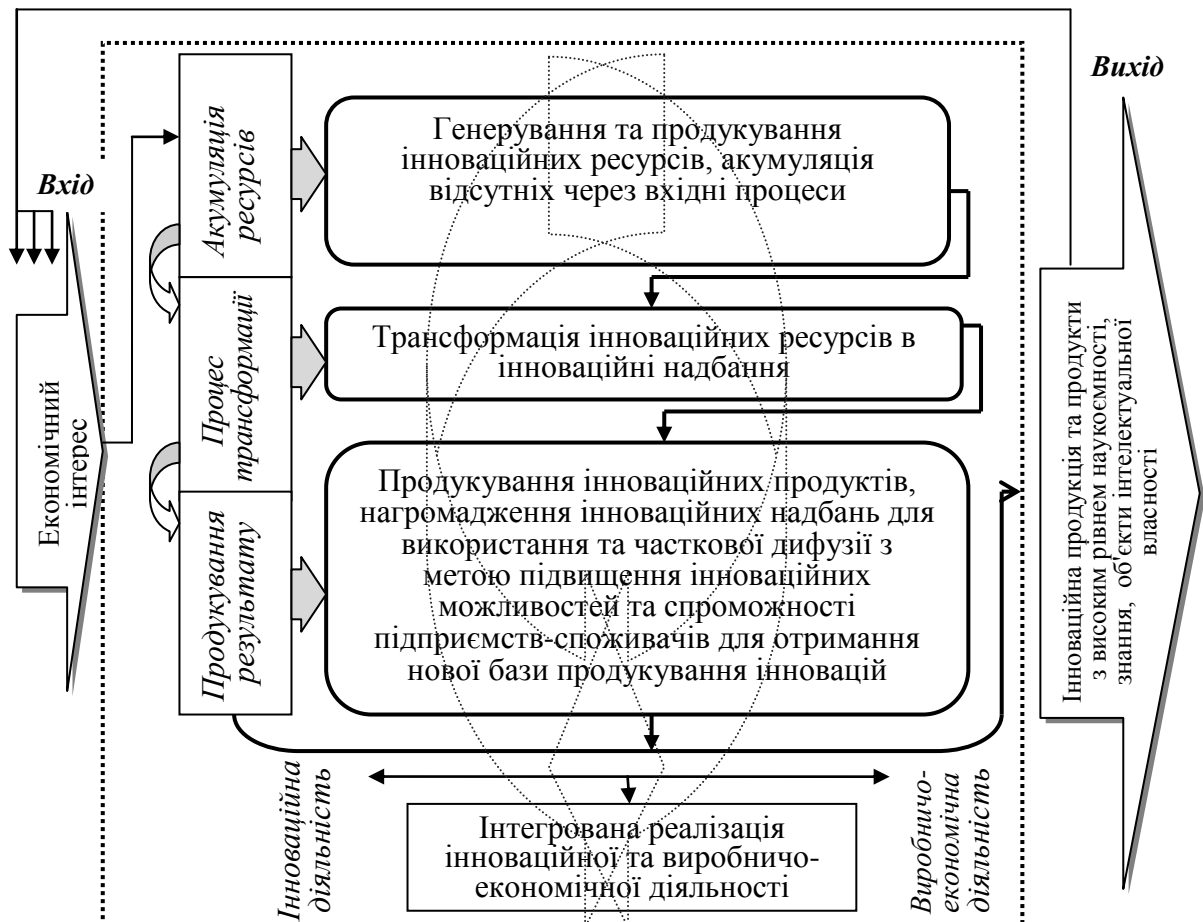 Вхід
Економічний
інтерес
Акумуляція
ресурсів
Процес
трансформації
Продукування
результату
Генерування та продукування
інноваційних ресурсів, акумуляція
відсутніх через вхідні процеси
Трансформація інноваційних ресурсів в
інноваційні надбання
Продукування інноваційних продуктів,
нагромадження інноваційних надбань для
використання та часткової дифузії з
метою підвищення інноваційних
можливостей та спроможності
підприємств-споживачів для отримання
нової бази продукування інновацій
Інноваційна
діяльність
Інтегрована реалізація
інноваційної та виробничо-
економічної діяльності
Виробничо-
економічна
діяльність
Вихід
Інноваційна продукція та продукти
з високим рівнем наукоємності,
знання, об'єкти інтелектуальної
власності